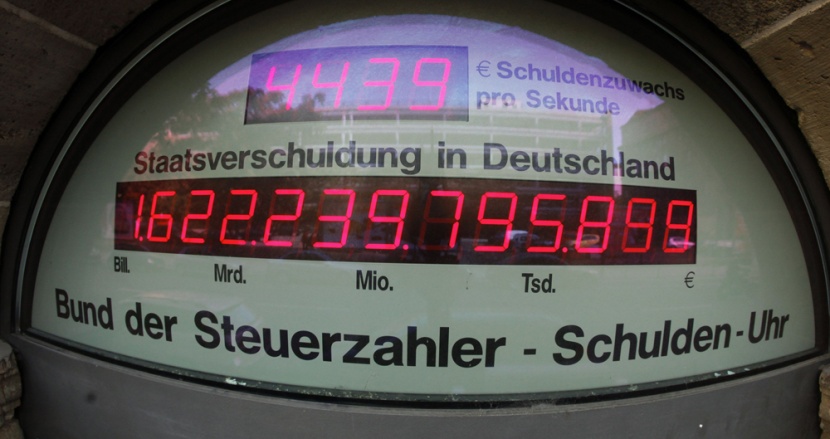 4439 € Schuldenzuwachs
pro Sekunde
Staatsverschuldung in Deutschland
1.622.239.795.898
Bill. Mrd. Mio. Tsd. €
Bund der Steuerzahler - Schulden-Uhr